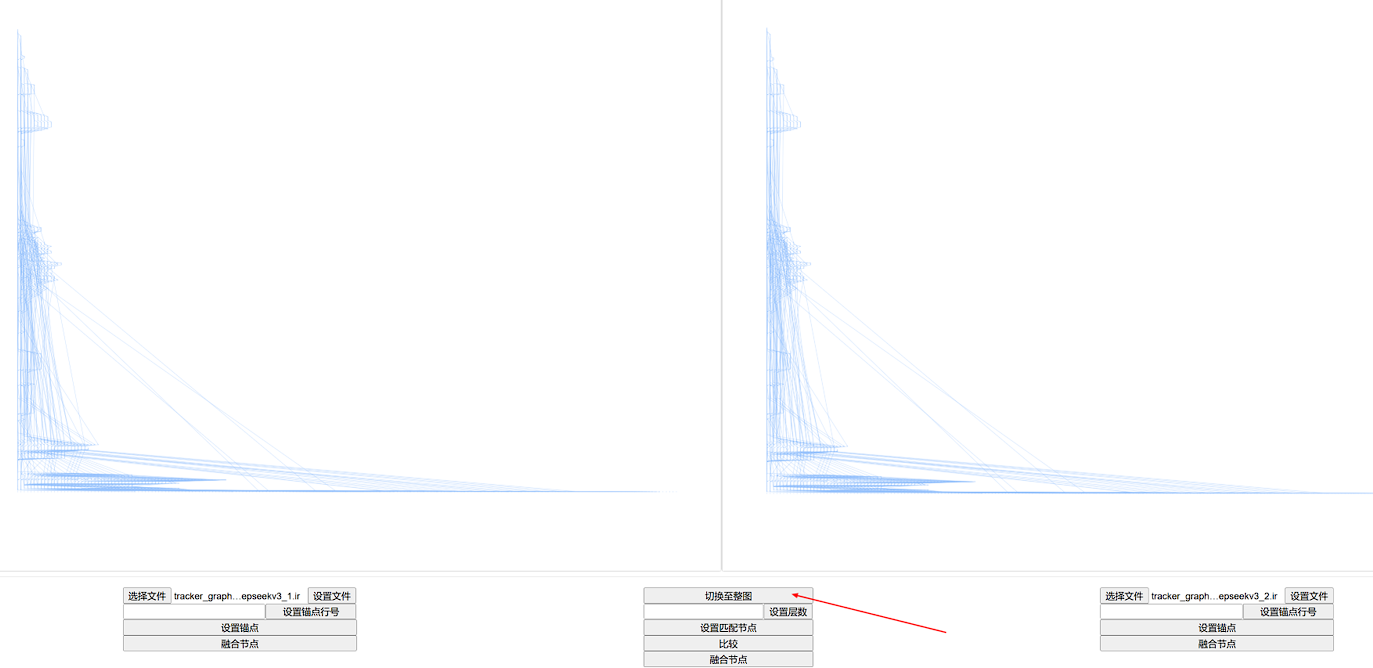 选择文件 tracker_graph...epseekv3_1.ir 设置文件
设置锚点行号
设置锚点
融合节点
切换至整图
设置层数
设置匹配节点
比较
融合节点
选择文件 tracker_graph...epseekv3_2.ir 设置文件
设置锚点行号
设置锚点
融合节点